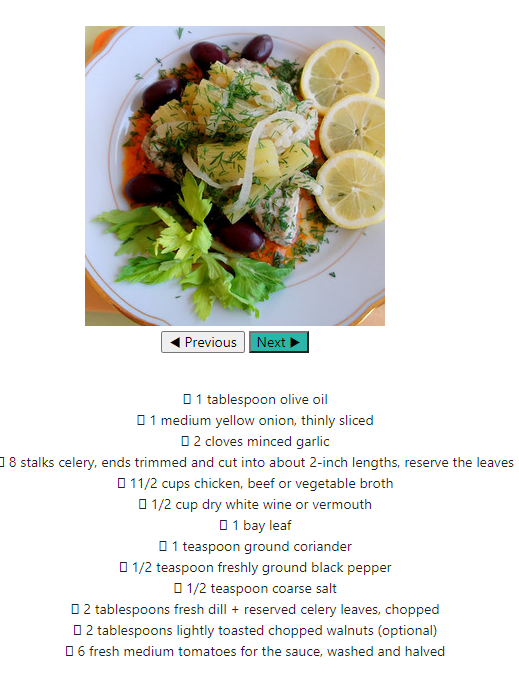 ◄ Previous
Next ►
▯ 1 tablespoon olive oil
▯ 1 medium yellow onion, thinly sliced
▯ 2 cloves minced garlic
▯ 8 stalks celery, ends trimmed and cut into about 2-inch lengths, reserve the leaves
▯ 11/2 cups chicken, beef or vegetable broth
▯ 1/2 cup dry white wine or vermouth
▯ 1 bay leaf
▯ 1 teaspoon ground coriander
▯ 1/2 teaspoon freshly ground black pepper
▯ 1/2 teaspoon coarse salt
▯ 2 tablespoons fresh dill + reserved celery leaves, chopped
▯ 2 tablespoons lightly toasted chopped walnuts (optional)
▯ 6 fresh medium tomatoes for the sauce, washed and halved